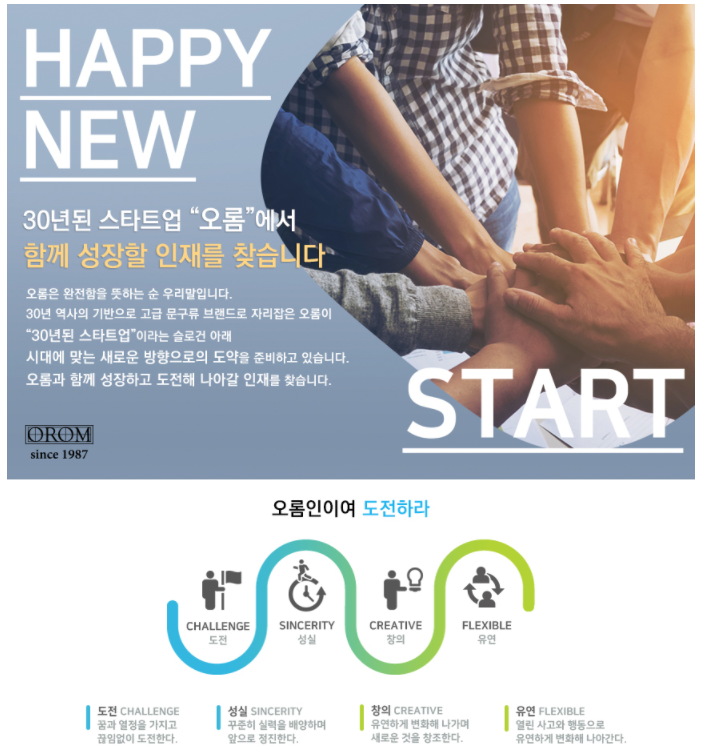 HAPPY
NEW
30년된 스타트업 “오롬”에서
함께 성장할 인재를 찾습니다
오롬은 완전함을 뜻하는 순 우리말입니다.
30년 역사의 기반으로 고급 문구류 브랜드로 자리잡은 오롬이
“30년된 스타트업”이라는 슬로건 아래
시대에 맞는 새로운 방향으로의 도약을 준비하고 있습니다.
오롬과 함께 성장하고 도전해 나아갈 인재를 찾습니다.
START
OROM
since 1987
오롬인이여 도전하라
CHALLENGE
도전
SINCERITY
성실
CREATIVE
창의
FLEXIBLE
유연
도전 CHALLENGE
꿈과 열정을 가지고
끊임없이 도전한다.
성실 SINCERITY
꾸준히 실력을 배양하며
앞으로 정진한다.
창의 CREATIVE
유연하게 변화해 나가며
새로운 것을 창조한다.
유연 FLEXIBLE
열린 사고와 행동으로
유연하게 변화해 나아간다.